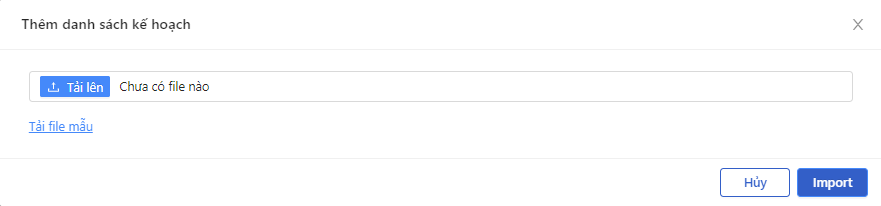 Thêm danh sách kế hoạch
Tải lên Chưa có file nào
Tải file mẫu
Hủy Import